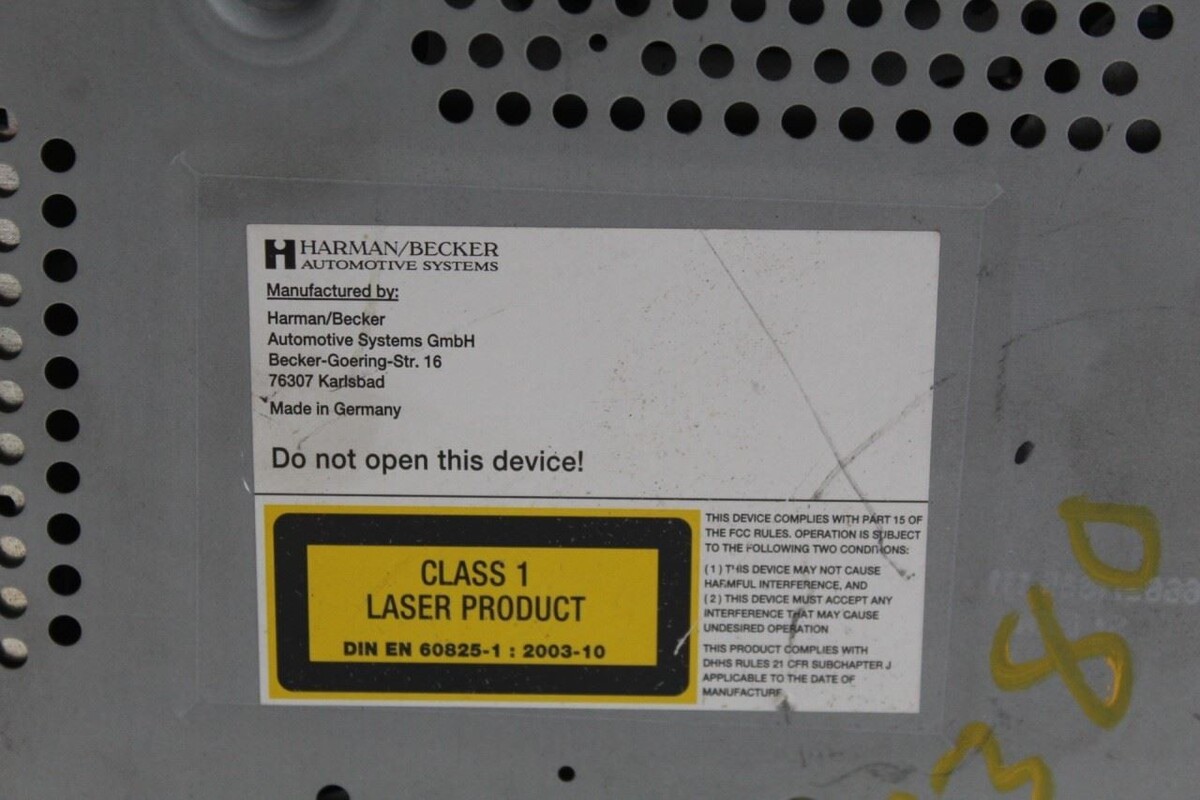 HARMAN/BECKER
AUTOMOTIVE SYSTEMS
Manufactured by:
Harman/Becker
Automotive Systems GmbH
Becker-Goering-Str. 16
76307 Karlsbad
Made in Germany
Do not open this device!
CLASS 1
LASER PRODUCT
DIN EN 60825-1 : 2003-10
THIS DEVICE COMPLIES WITH PART 15 OF
THE FCC RULES. OPERATION IS SUBJECT
TO THE FOLLOWING TWO CONDITIONS:
( 1 ) THIS DEVICE MAY NOT CAUSE
HARMFUL INTERFERENCE, AND
( 2 ) THIS DEVICE MUST ACCEPT ANY
INTERFERENCE THAT MAY CAUSE
UNDESIRED OPERATION
THIS PRODUCT COMPLIES WITH
DHHS RULES 21 CFR SUBCHAPTER J
APPLICABLE TO THE DATE OF
MANUFACTURE
380